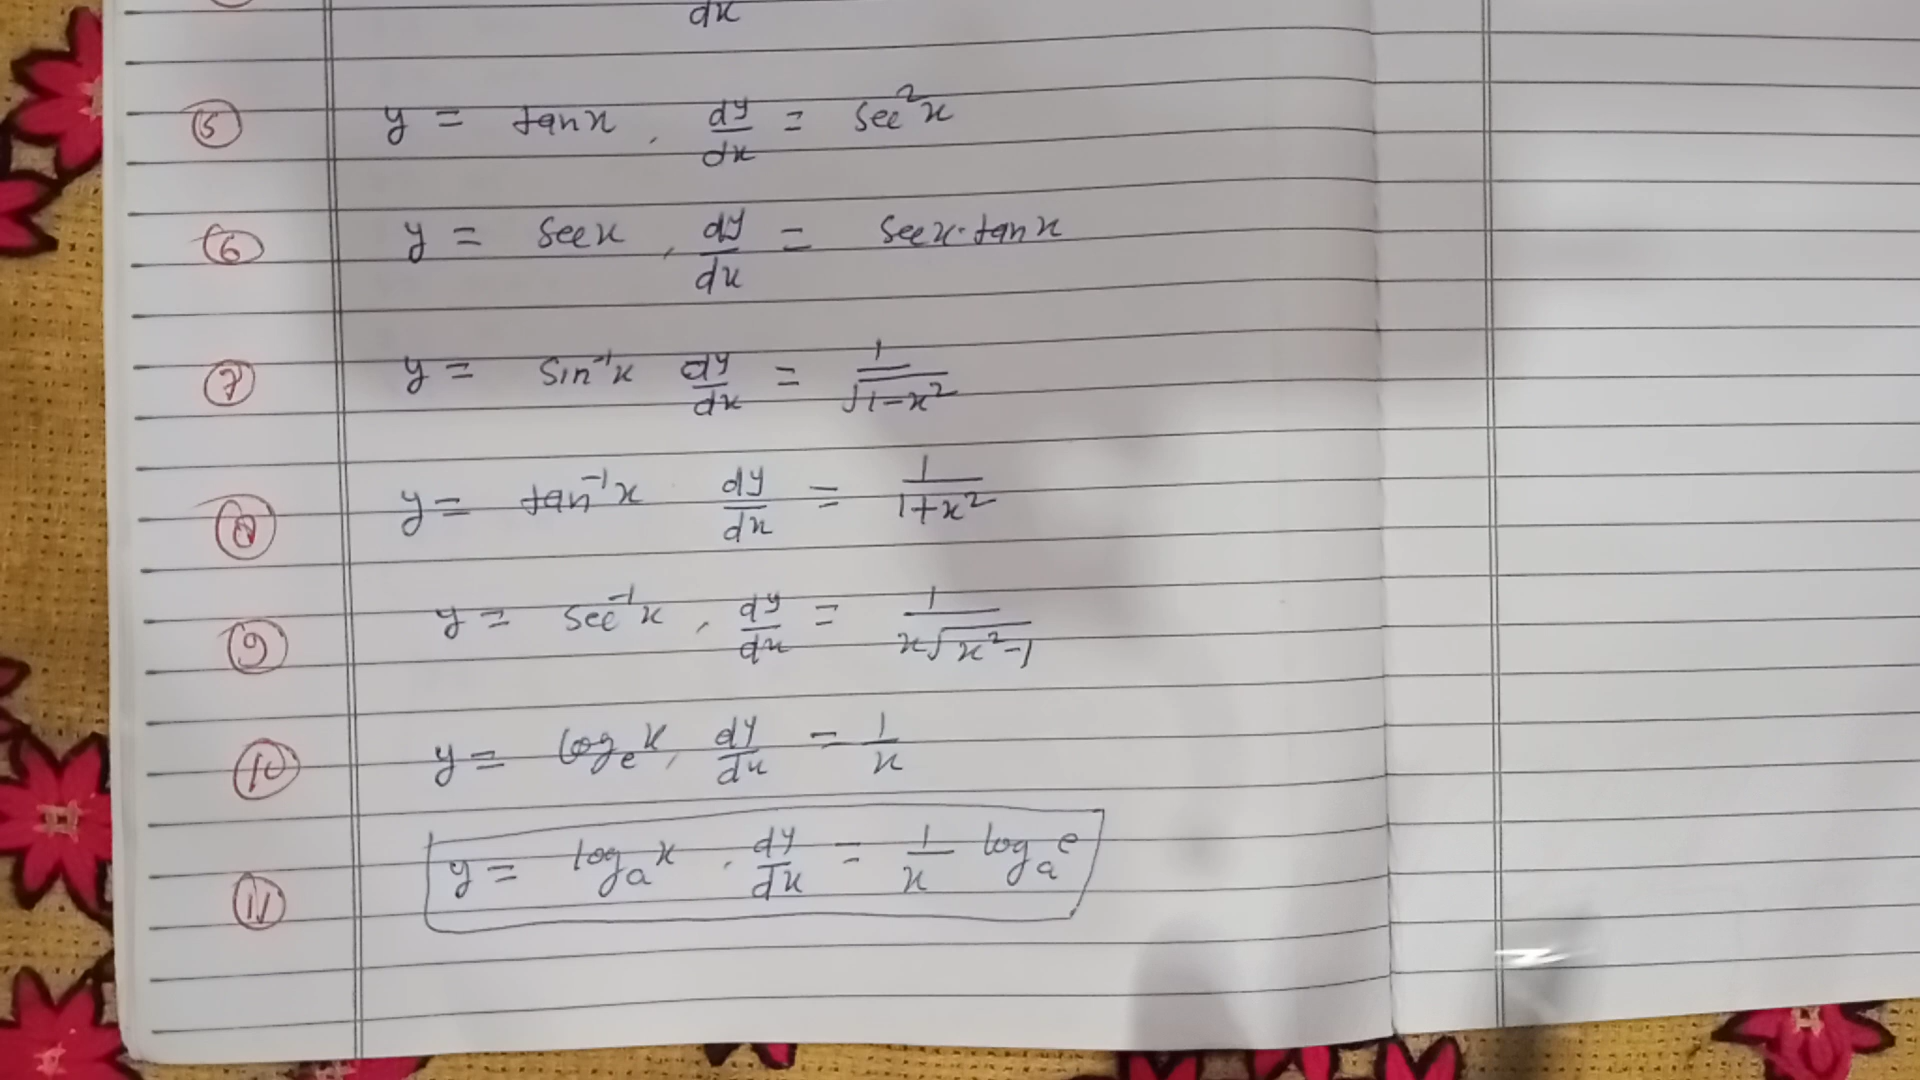 dx
(5) y = tanx, dy/dx = sec²x
(6) y = secx, dy/dx = secx·tanx
(7) y = sin⁻¹x dy/dx = 1/√(1-x²)
(8) y = tan⁻¹x dy/dx = 1/(1+x²)
(9) y = sec⁻¹x, dy/dx = 1/(x√(x²-1))
(10) y = logₑx, dy/dx = 1/x
(11) y = logₐx. dy/dx = 1/x logₐe